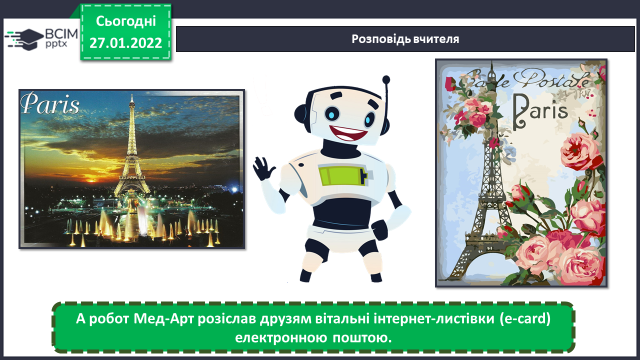 Сьогодні
27.01.2022
ВСІМ
pptx
Розповідь вчителя
Paris
Carte Postale
Paris
А робот Мед-Арт розіслав друзям вітальні інтернет-листівки (e-card)
електронною поштою.